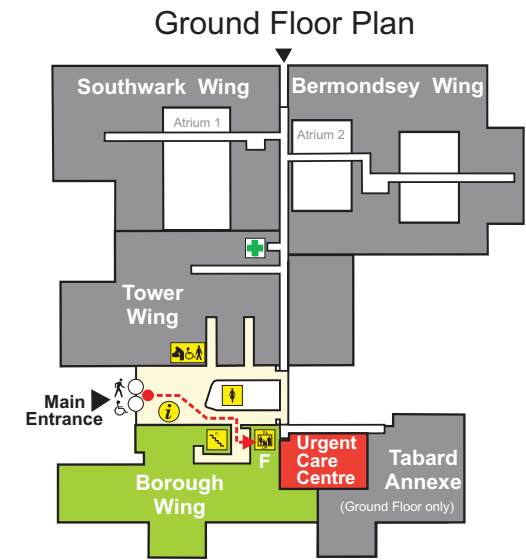 Ground Floor Plan
Southwark Wing
Bermondsey Wing
Atrium 1
Atrium 2
Tower
Wing
Main
Entrance
i
F
Urgent
Care
Centre
Borough
Wing
Tabard
Annexe
(Ground Floor only)